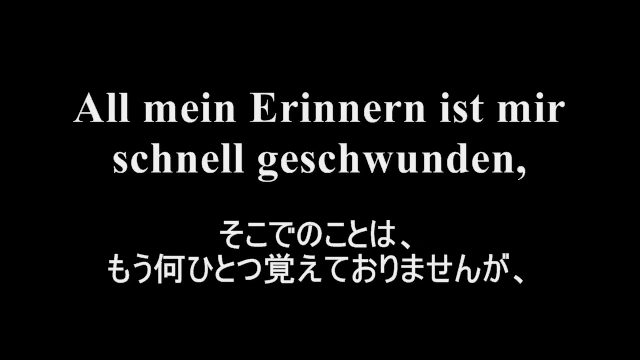 All mein Erinnern ist mir
schnell geschwunden,
そこでのことは、
もう何ひとつ覚えておりませんが、